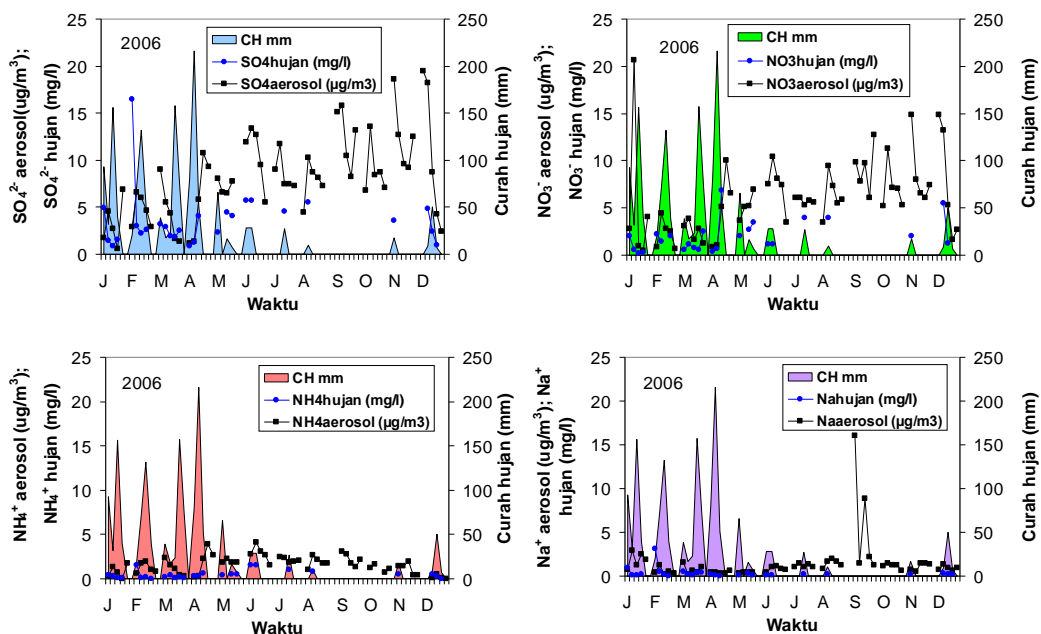 SO₄²⁻ aerosol(ug/m³);
SO₄²⁻ hujan (mg/l)
25
20
15
10
5
0
2006
CH mm
SO4hujan (mg/l)
SO4aerosol (µg/m3)
250
200
150
100
50
0
Curah hujan (mm)
J F M A M J J A S O N D
Waktu
NO₃⁻ aerosol (ug/m³)
NO₃⁻ hujan (mg/l)
25
20
15
10
5
0
2006
CH mm
NO3hujan (mg/l)
NO3aerosol (µg/m3)
250
200
150
100
50
0
Curah hujan (mm)
J F M A M J J A S O N D
Waktu
NH₄⁺ aerosol (ug/m³);
NH₄⁺ hujan (mg/l)
25
20
15
10
5
0
2006
CH mm
NH4hujan (mg/l)
NH4aerosol (µg/m3)
250
200
150
100
50
0
Curah hujan (mm)
J F M A M J J A S O N D
Waktu
Na⁺ aerosol (ug/m³); Na⁺
hujan (mg/l)
25
20
15
10
5
0
2006
CH mm
Nahujan (mg/l)
Naaerosol (µg/m3)
250
200
150
100
50
0
Curah hujan (mm)
J F M A M J J A S O N D
Waktu